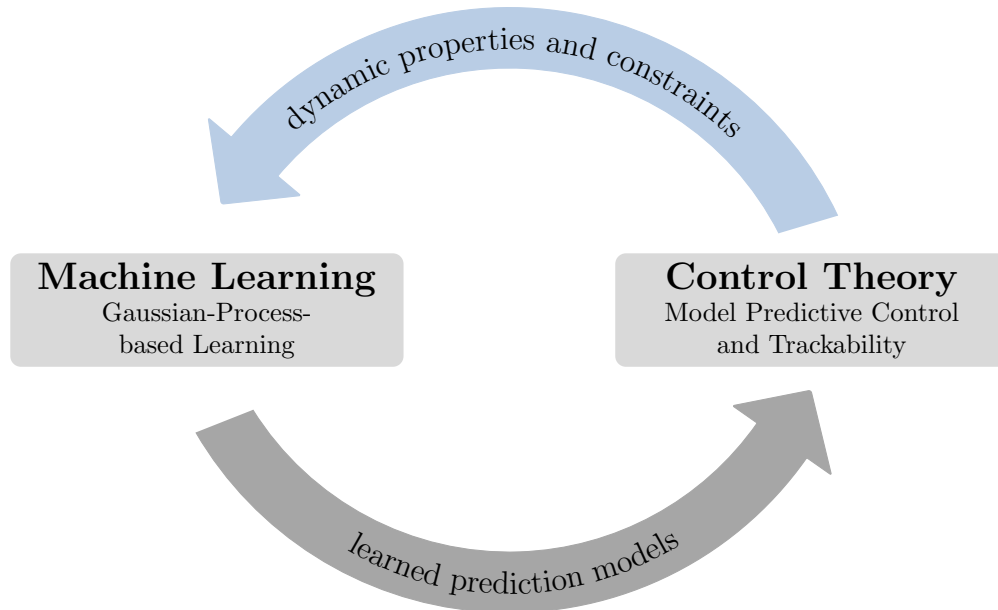 dynamic properties and constraints
Machine Learning
Gaussian-Process-
based Learning
Control Theory
Model Predictive Control
and Trackability
learned prediction models